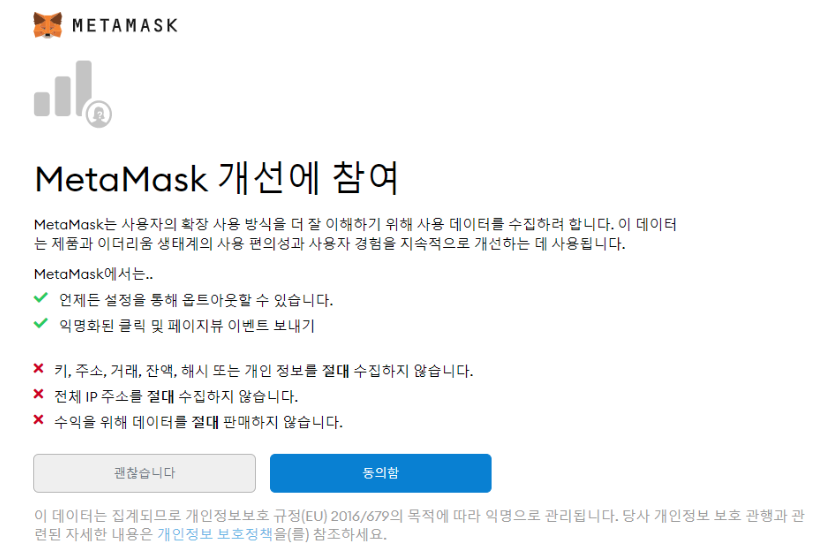 METAMASK
MetaMask 개선에 참여
MetaMask는 사용자의 확장 사용 방식을 더 잘 이해하기 위해 사용 데이터를 수집하려 합니다. 이 데이터
는 제품과 이더리움 생태계의 사용 편의성과 사용자 경험을 지속적으로 개선하는 데 사용됩니다.
MetaMask에서는..
언제든 설정을 통해 옵트아웃할 수 있습니다.
익명화된 클릭 및 페이지뷰 이벤트 보내기
키, 주소, 거래, 잔액, 해시 또는 개인 정보를 절대 수집하지 않습니다.
전체 IP 주소를 절대 수집하지 않습니다.
수익을 위해 데이터를 절대 판매하지 않습니다.
괜찮습니다
동의함
이 데이터는 집계되므로 개인정보보호 규정(EU) 2016/679의 목적에 따라 익명으로 관리됩니다. 당사 개인정보 보호 관행과 관
련된 자세한 내용은 개인정보 보호정책을(를) 참조하세요.